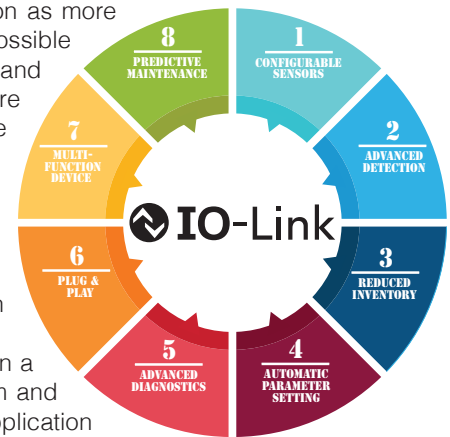 on as more
ossible
and
re
e
n
n a
n and
pplication
1
CONFIGURABLE
SENSORS
2
ADVANCED
DETECTION
3
REDUCED
INVENTORY
4
AUTOMATIC
PARAMETER
SETTING
5
ADVANCED
DIAGNOSTICS
6
PLUG &
PLAY
7
MULTI-
FUNCTION
DEVICE
8
PREDICTIVE
MAINTENANCE
IO-Link